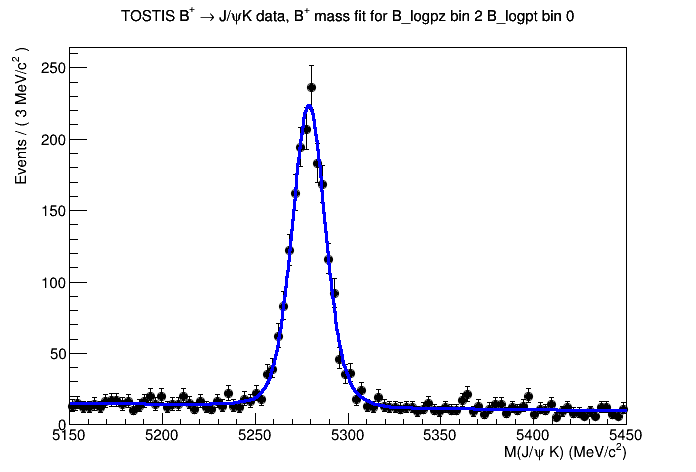 TOSTIS B⁺ → J/ψK data, B⁺ mass fit for B_logpz bin 2 B_logpt bin 0
Events / ( 3 MeV/c² )
250
200
150
100
50
0
5150 5200 5250 5300 5350 5400 5450
M(J/ψ K) (MeV/c²)